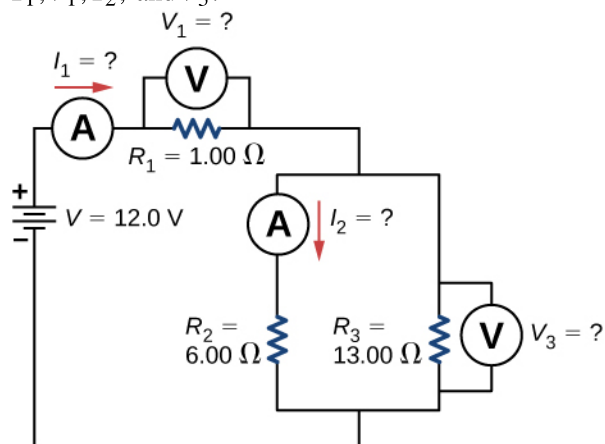 V₁ = ?
I₁ = ?
V
A
R₁ = 1.00 Ω
+
V = 12.0 V
−
A
I₂ = ?
R₂ =
6.00 Ω
R₃ =
13.00 Ω
V
V₃ = ?